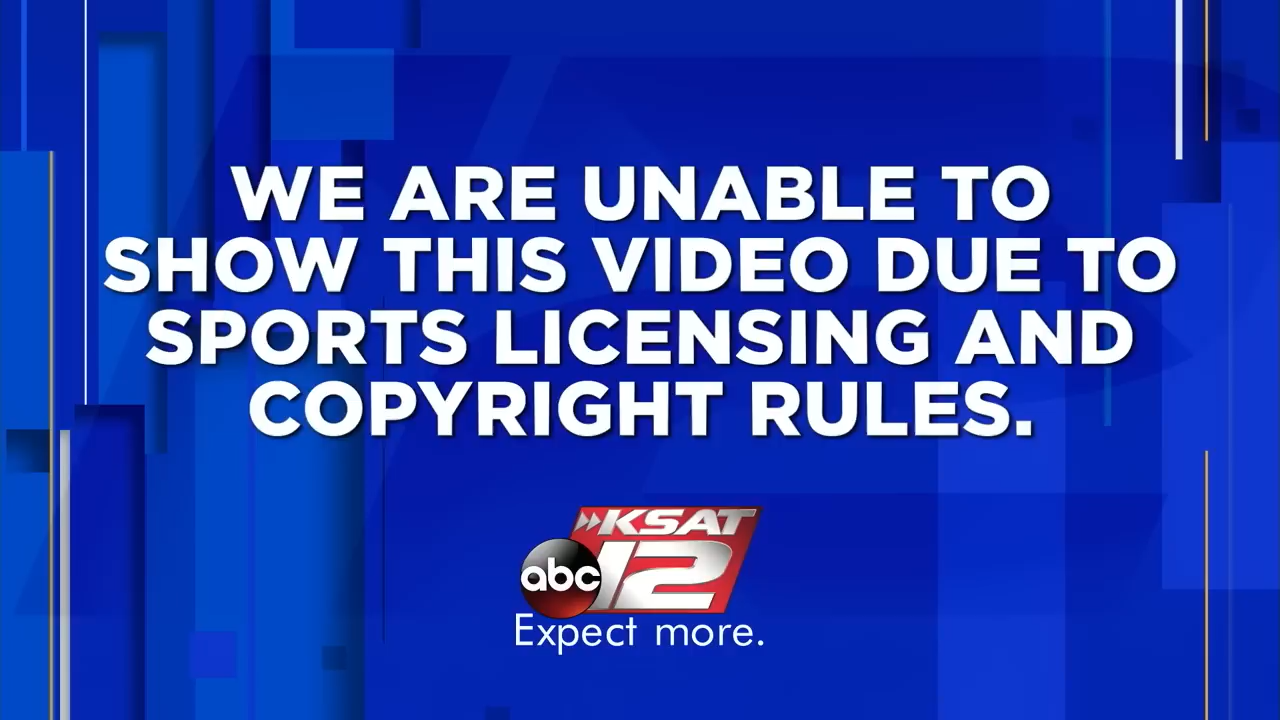 WE ARE UNABLE TO
SHOW THIS VIDEO DUE TO
SPORTS LICENSING AND
COPYRIGHT RULES.
KSAT
abc 12
Expect more.